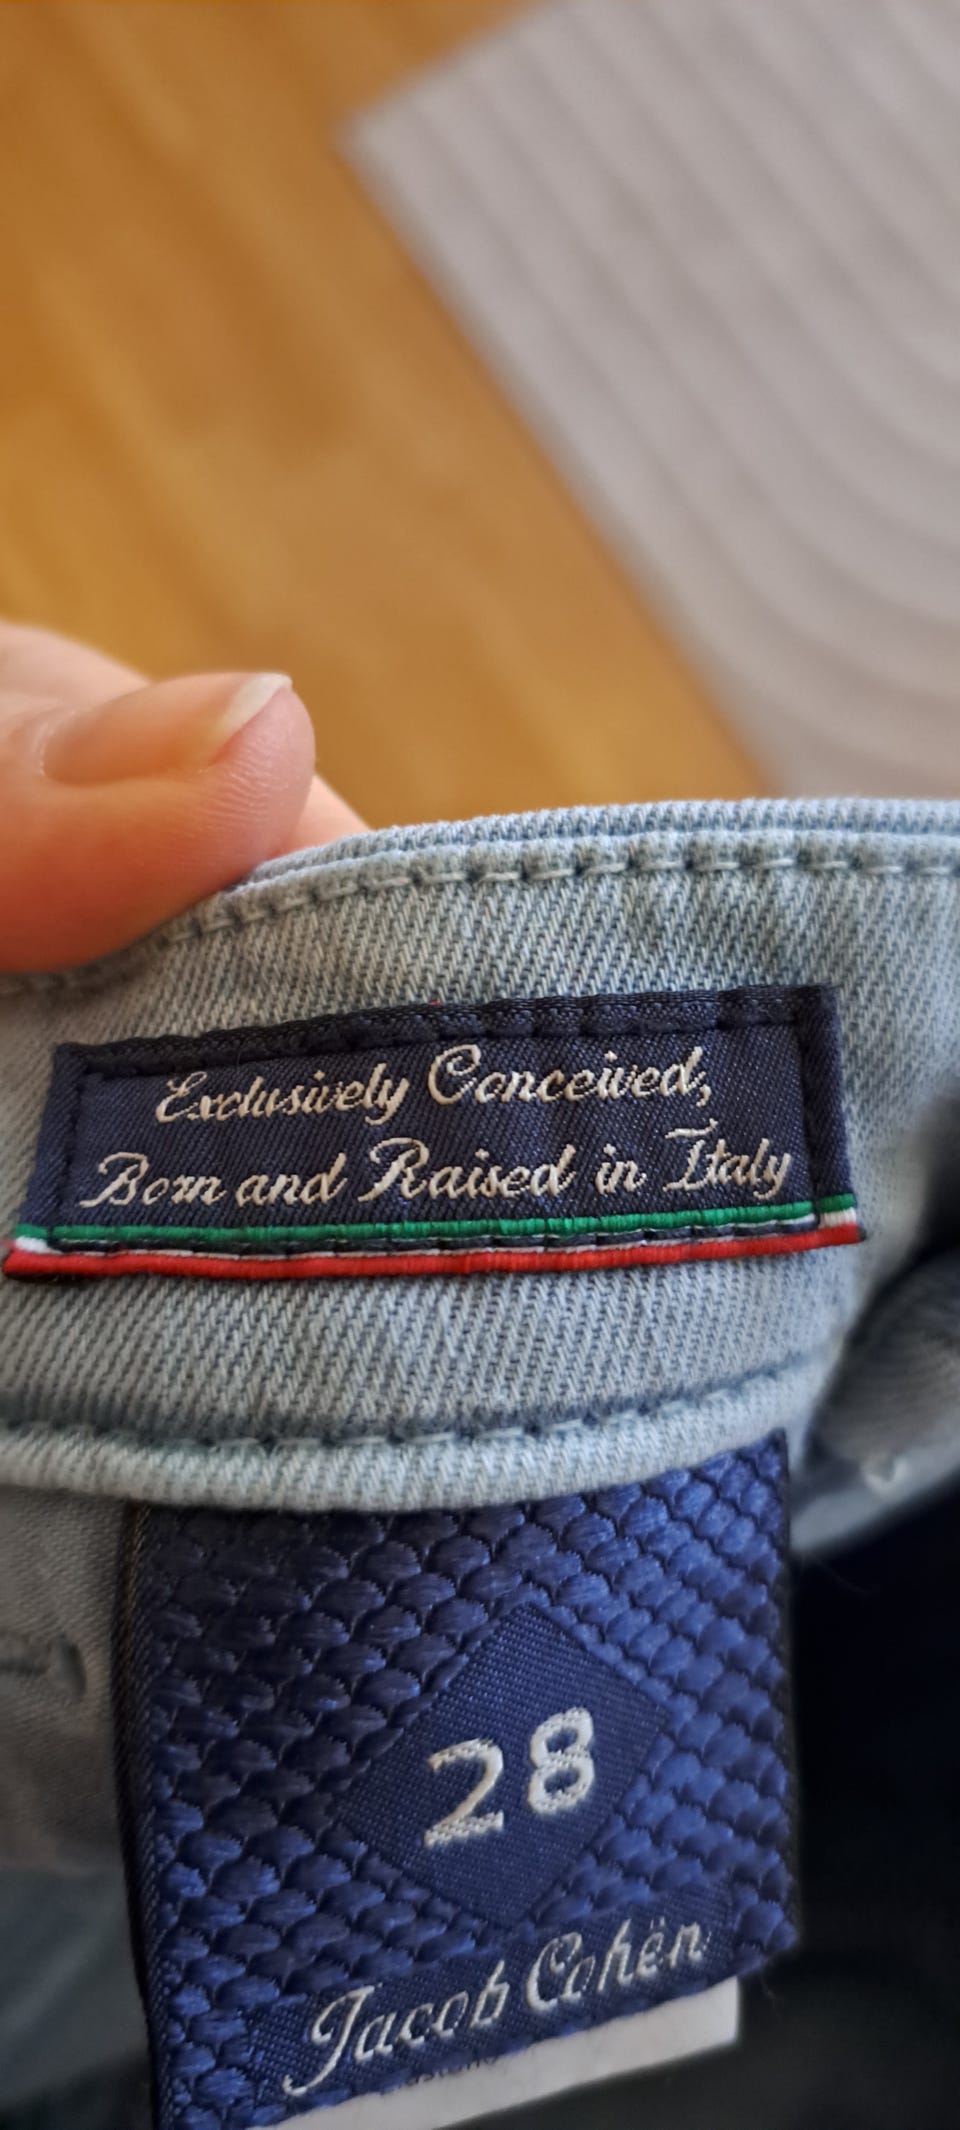 Exclusively Conceived,
Born and Raised in Italy
28
Jacob Cohën